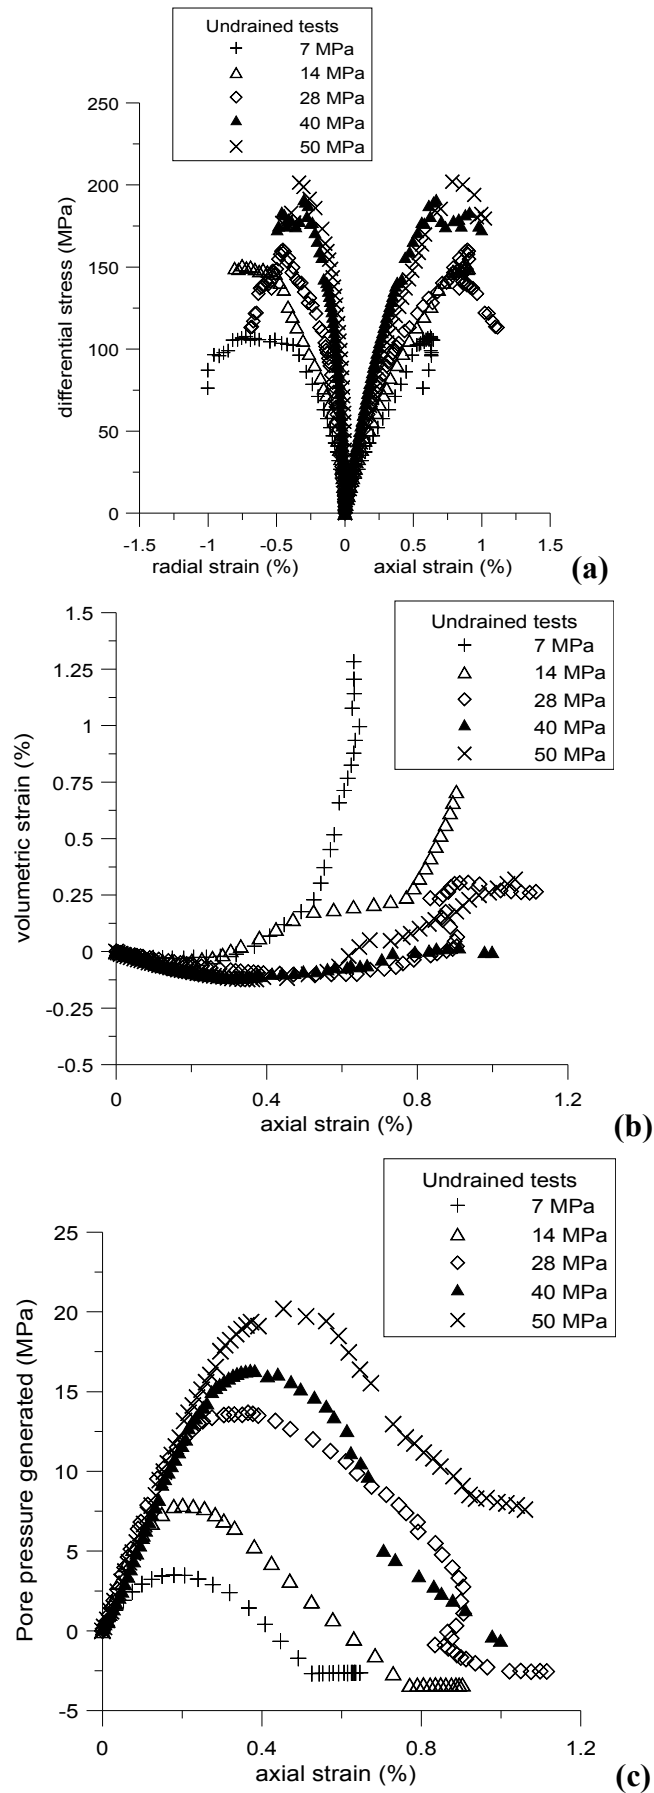 Undrained tests
7 MPa
14 MPa
28 MPa
40 MPa
50 MPa
250
200
150
100
50
0
differential stress (MPa)
-1.5 -1 -0.5 0 0.5 1 1.5
radial strain (%) axial strain (%) (a)
Undrained tests
7 MPa
14 MPa
28 MPa
40 MPa
50 MPa
1.5
1.25
1
0.75
0.5
0.25
0
-0.25
-0.5
volumetric strain (%)
0 0.4 0.8 1.2
axial strain (%) (b)
Undrained tests
7 MPa
14 MPa
28 MPa
40 MPa
50 MPa
25
20
15
10
5
0
-5
Pore pressure generated (MPa)
0 0.4 0.8 1.2
axial strain (%) (c)